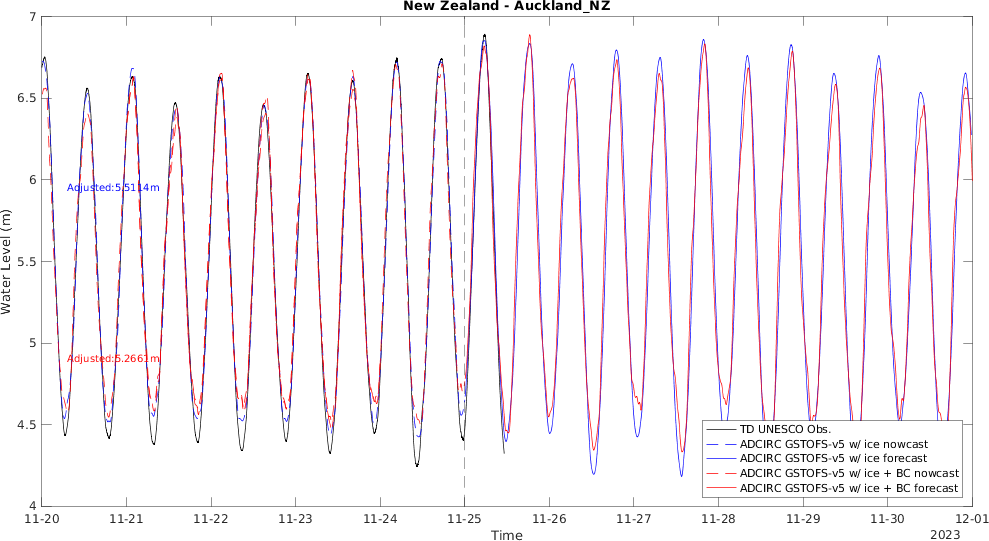 New Zealand - Auckland_NZ
7
6.5
6
5.5
5
4.5
4
Water Level (m)
Adjusted:5.5114m
Adjusted:5.2661m
TD UNESCO Obs.
ADCIRC GSTOFS-v5 w/ ice nowcast
ADCIRC GSTOFS-v5 w/ ice forecast
ADCIRC GSTOFS-v5 w/ ice + BC nowcast
ADCIRC GSTOFS-v5 w/ ice + BC forecast
11-20 11-21 11-22 11-23 11-24 11-25 11-26 11-27 11-28 11-29 11-30 12-01
Time
2023